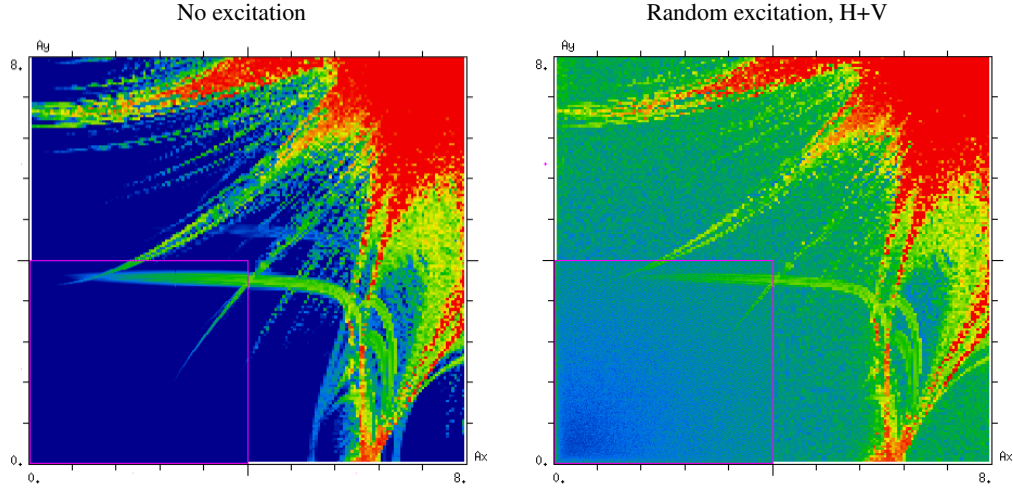 No excitation
Random excitation, H+V
Ay
8.
0.
Ax
0.
8.
Ay
8.
0.
Ax
0.
8.